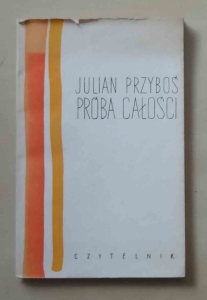 JULIAN PRZYBOŚ
PRÓBA CAŁOŚCI
CZYTELNIK